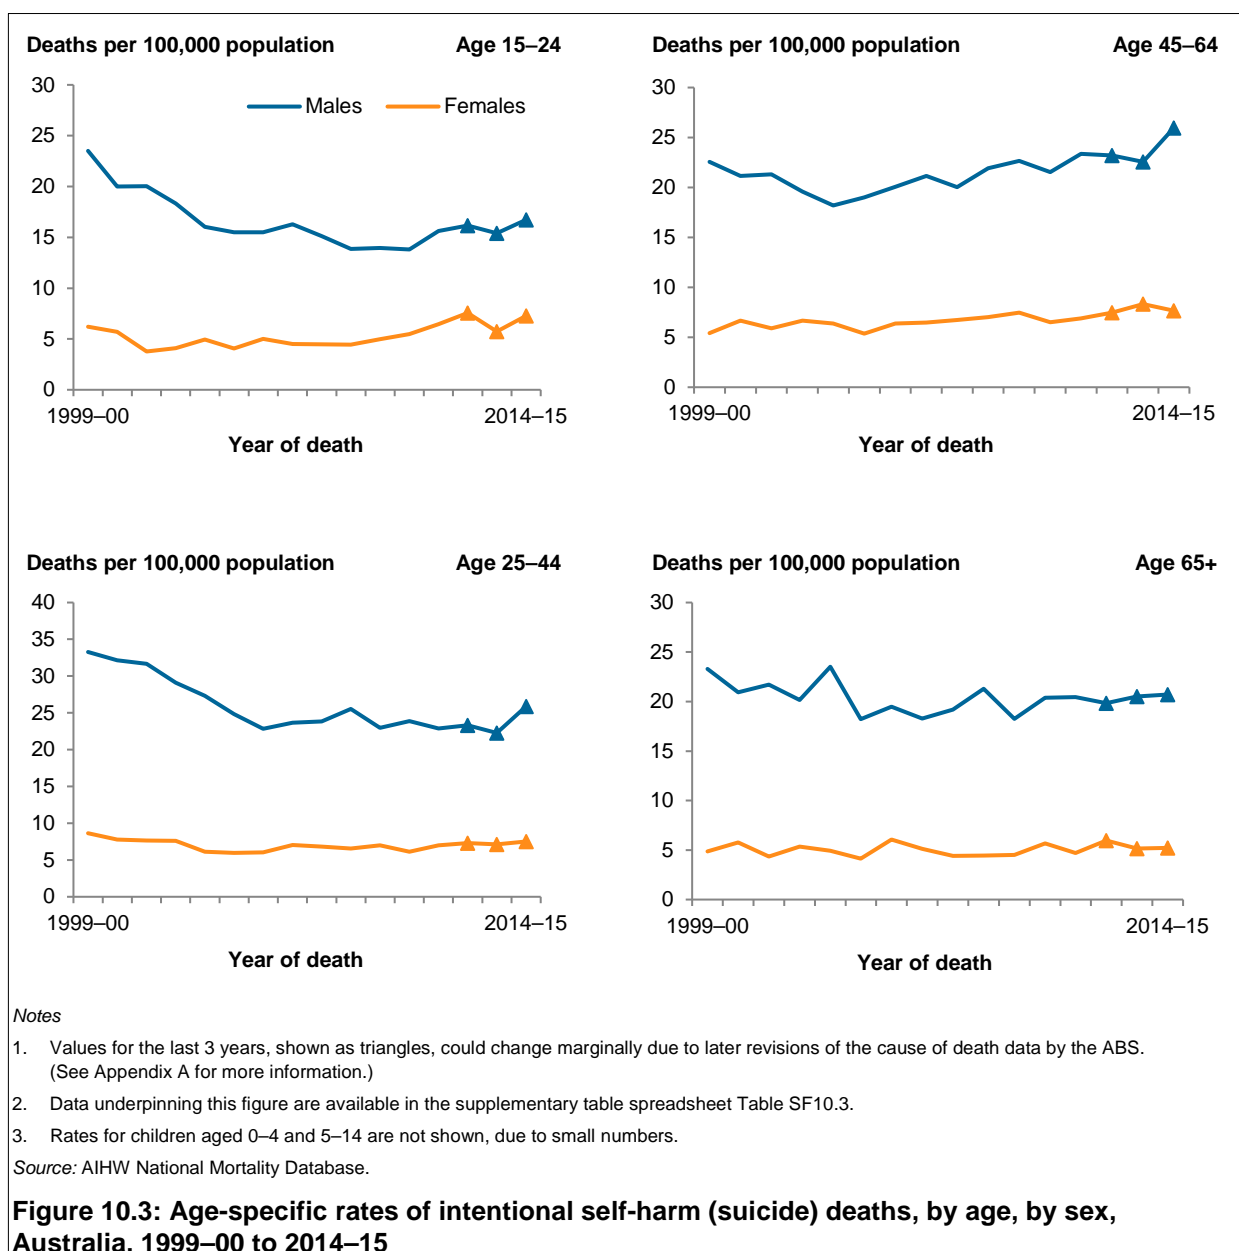 Deaths per 100,000 population Age 15–24
30
25
20
15
10
5
0
Males Females
1999–00 2014–15
Year of death
Deaths per 100,000 population Age 45–64
30
25
20
15
10
5
0
1999–00 2014–15
Year of death
Deaths per 100,000 population Age 25–44
40
35
30
25
20
15
10
5
0
1999–00 2014–15
Year of death
Deaths per 100,000 population Age 65+
30
25
20
15
10
5
0
1999–00 2014–15
Year of death
Notes
1. Values for the last 3 years, shown as triangles, could change marginally due to later revisions of the cause of death data by the ABS.
(See Appendix A for more information.)
2. Data underpinning this figure are available in the supplementary table spreadsheet Table SF10.3.
3. Rates for children aged 0–4 and 5–14 are not shown, due to small numbers.
Source: AIHW National Mortality Database.
Figure 10.3: Age-specific rates of intentional self-harm (suicide) deaths, by age, by sex,
Australia, 1999–00 to 2014–15